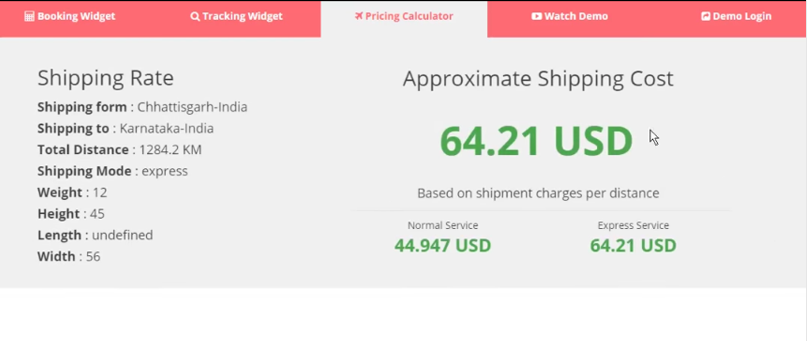 Booking Widget
Tracking Widget
Pricing Calculator
Watch Demo
Demo Login
Shipping Rate
Shipping form : Chhattisgarh-India
Shipping to : Karnataka-India
Total Distance : 1284.2 KM
Shipping Mode : express
Weight : 12
Height : 45
Length : undefined
Width : 56
Approximate Shipping Cost
64.21 USD
Based on shipment charges per distance
Normal Service
44.947 USD
Express Service
64.21 USD